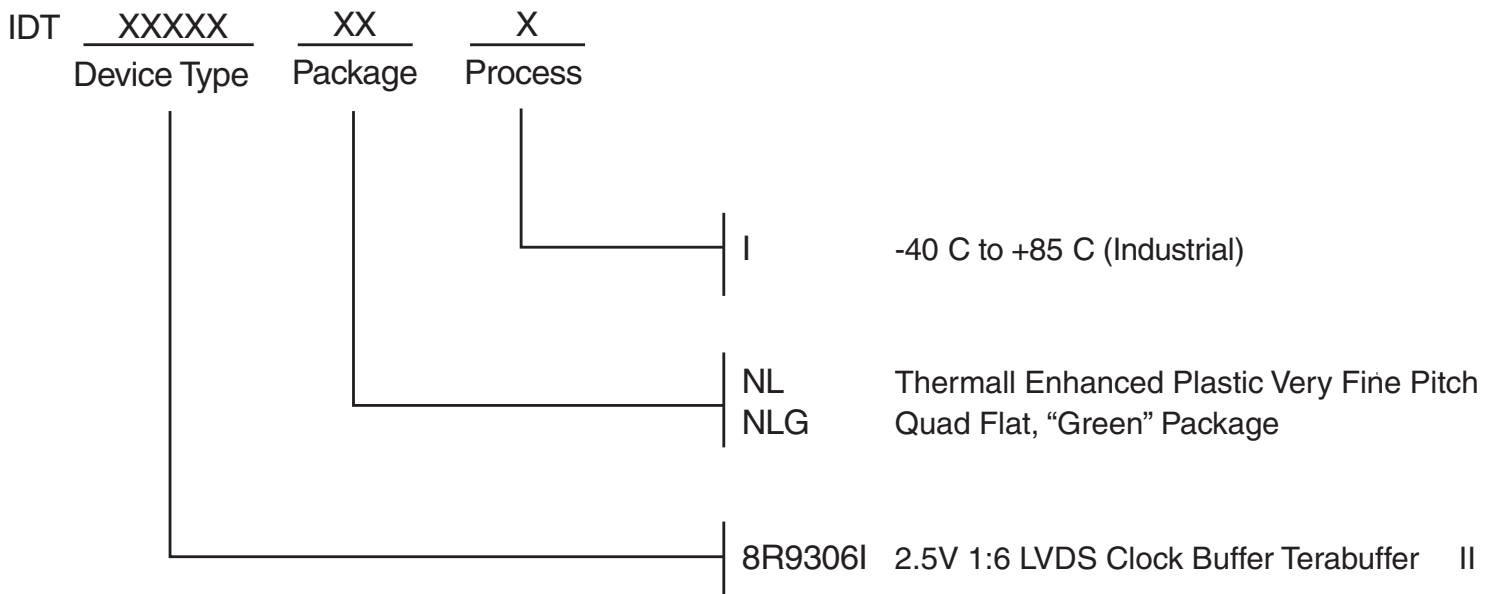 IDT XXXXX XX X
Device Type Package Process
I -40 C to +85 C (Industrial)
NL Thermall Enhanced Plastic Very Fine Pitch
NLG Quad Flat, “Green” Package
8R9306I 2.5V 1:6 LVDS Clock Buffer Terabuffer II